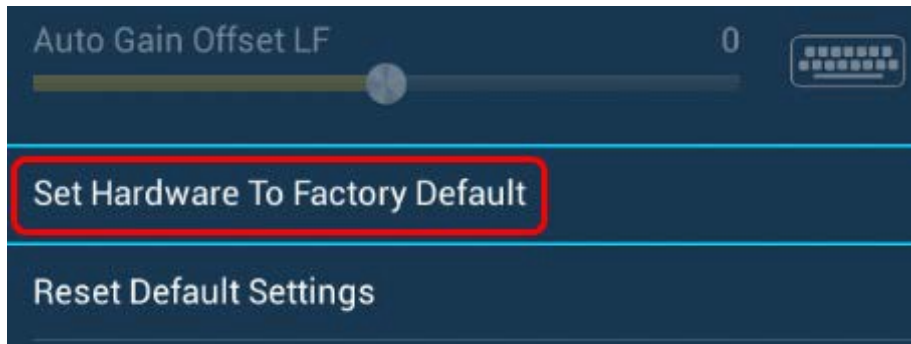 Auto Gain Offset LF 0
Set Hardware To Factory Default
Reset Default Settings